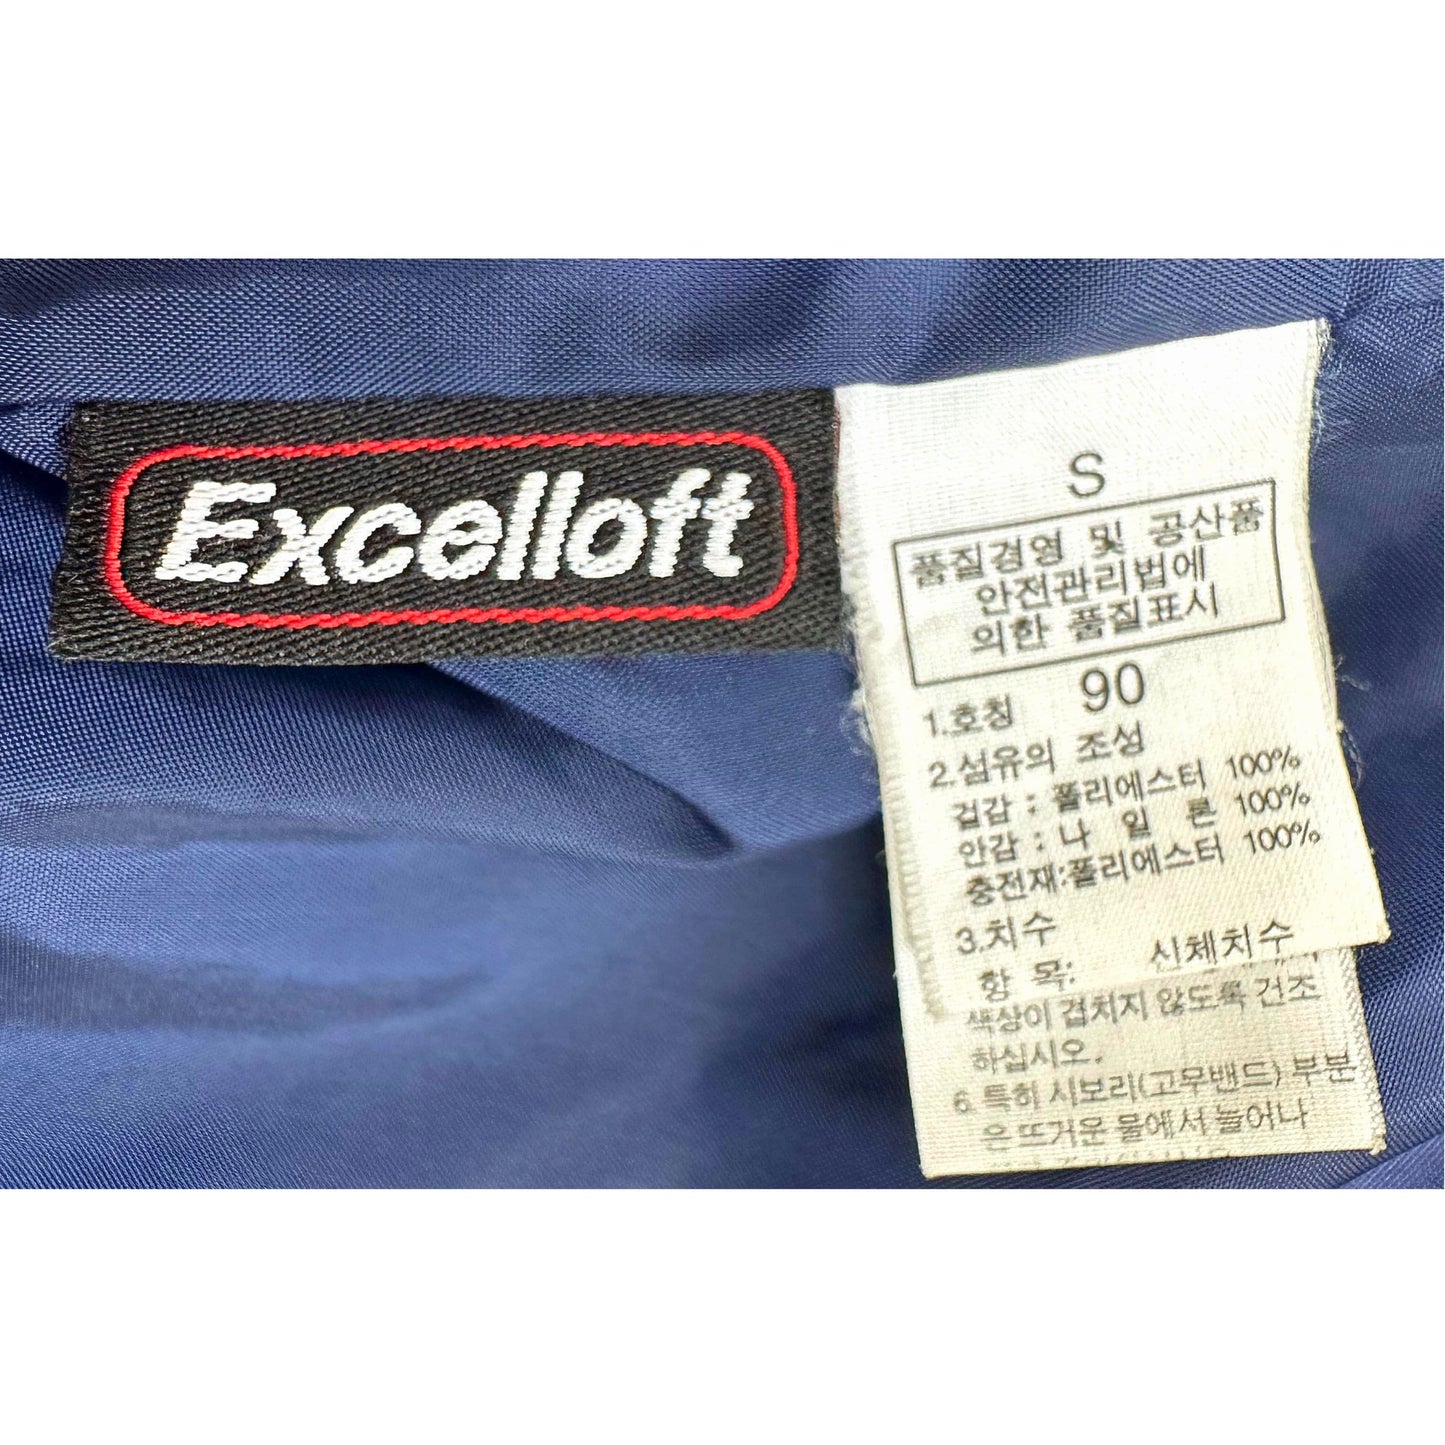 Excelloft
S
품질경영 및 공산품
안전관리법에
의한 품질표시
1.호칭 90
2.섬유의 조성
겉감 : 폴리에스터 100%
안감 : 나 일 론 100%
충전재:폴리에스터 100%
3.치수
항 목: 신체치수
색상이 겹치지 않도록 건조
하십시오.
6. 특히 시보리(고무밴드) 부분
은 뜨거운 물에서 늘어나